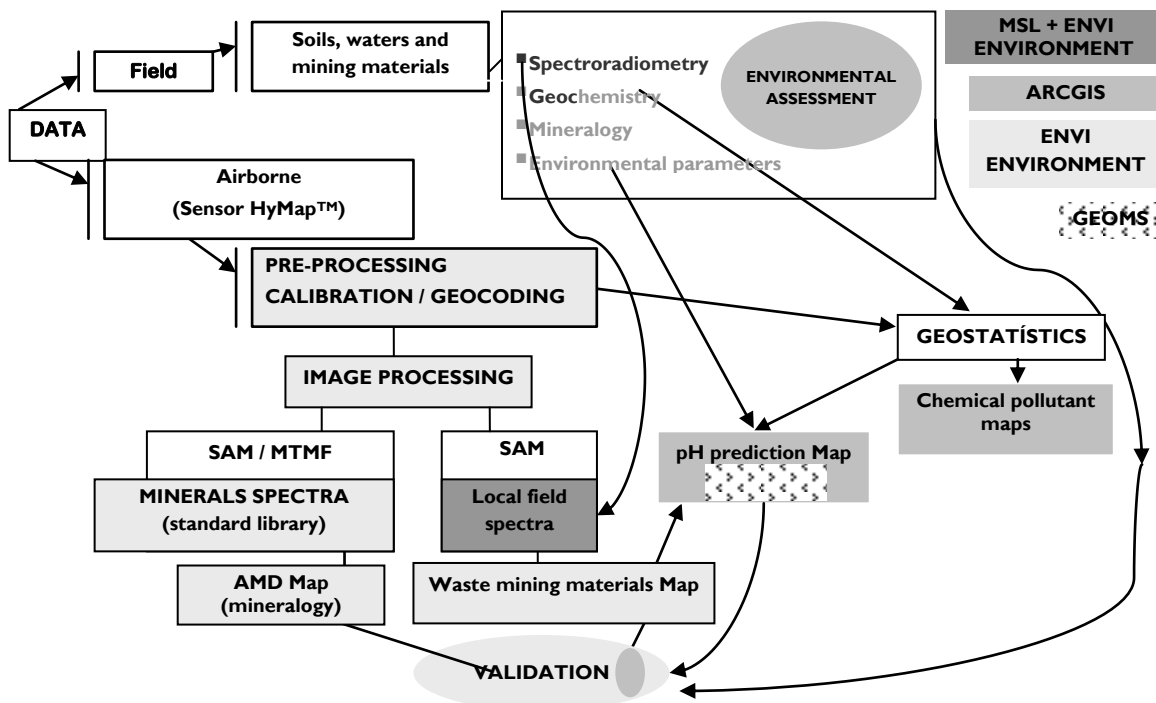 Soils, waters and
mining materials
Field
DATA
Airborne
(Sensor HyMap™)
Spectroradiometry
Geochemistry
Mineralogy
Environmental parameters
ENVIRONMENTAL
ASSESSMENT
MSL + ENVI
ENVIRONMENT
ARCGIS
ENVI
ENVIRONMENT
GEOMS
PRE-PROCESSING
CALIBRATION / GEOCODING
GEOSTATÍSTICS
IMAGE PROCESSING
Chemical pollutant
maps
SAM / MTMF
SAM
pH prediction Map
MINERALS SPECTRA
(standard library)
Local field
spectra
AMD Map
(mineralogy)
Waste mining materials Map
VALIDATION